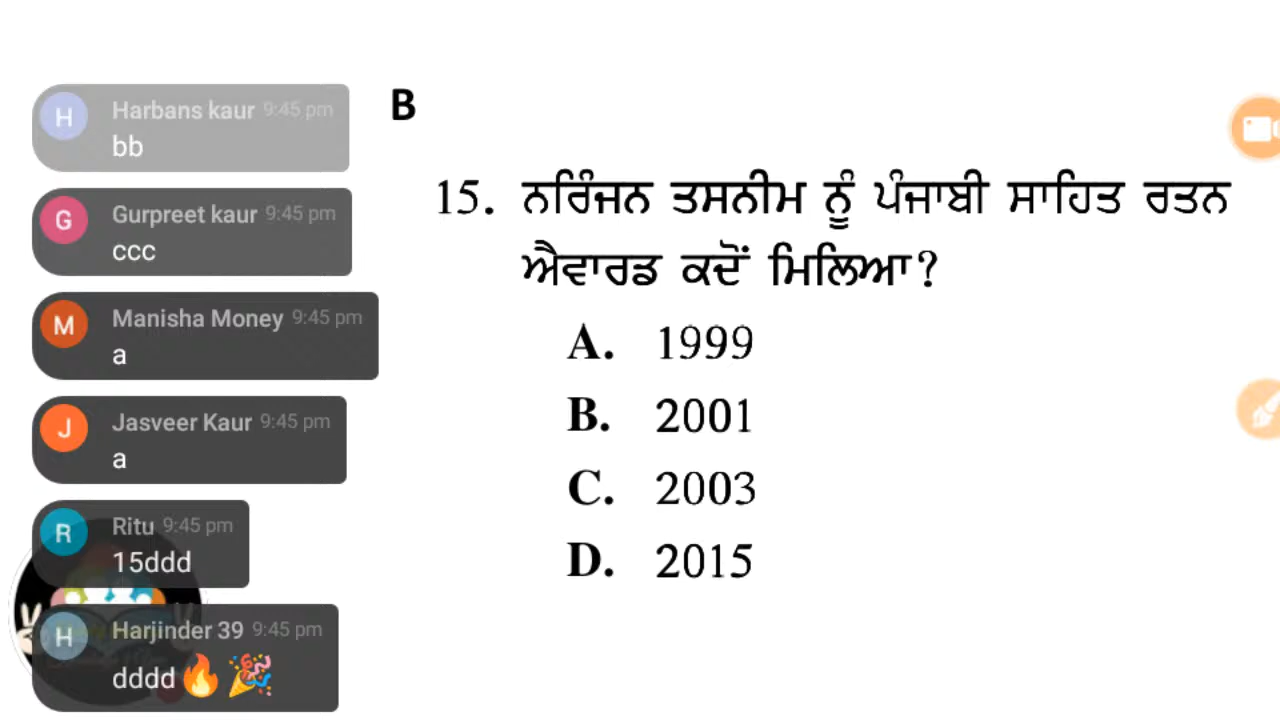 Harbans kaur 9:45 pm
bb
Gurpreet kaur 9:45 pm
ccc
Manisha Money 9:45 pm
a
Jasveer Kaur 9:45 pm
a
Ritu 9:45 pm
15ddd
Harjinder 39 9:45 pm
dddd🔥🎉
B
15. ਨਰਿੰਜਨ ਤਸਨੀਮ ਨੂੰ ਪੰਜਾਬੀ ਸਾਹਿਤ ਰਤਨ
ਐਵਾਰਡ ਕਦੋਂ ਮਿਲਿਆ?
A. 1999
B. 2001
C. 2003
D. 2015